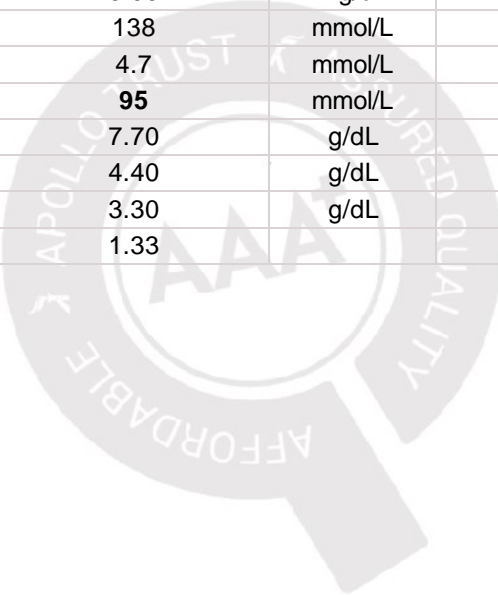 138 mmol/L
4.7 mmol/L
95 mmol/L
7.70 g/dL
4.40 g/dL
3.30 g/dL
1.33
APOLLO TRUST ASSURED QUALITY AFFORDABLE
AAA+